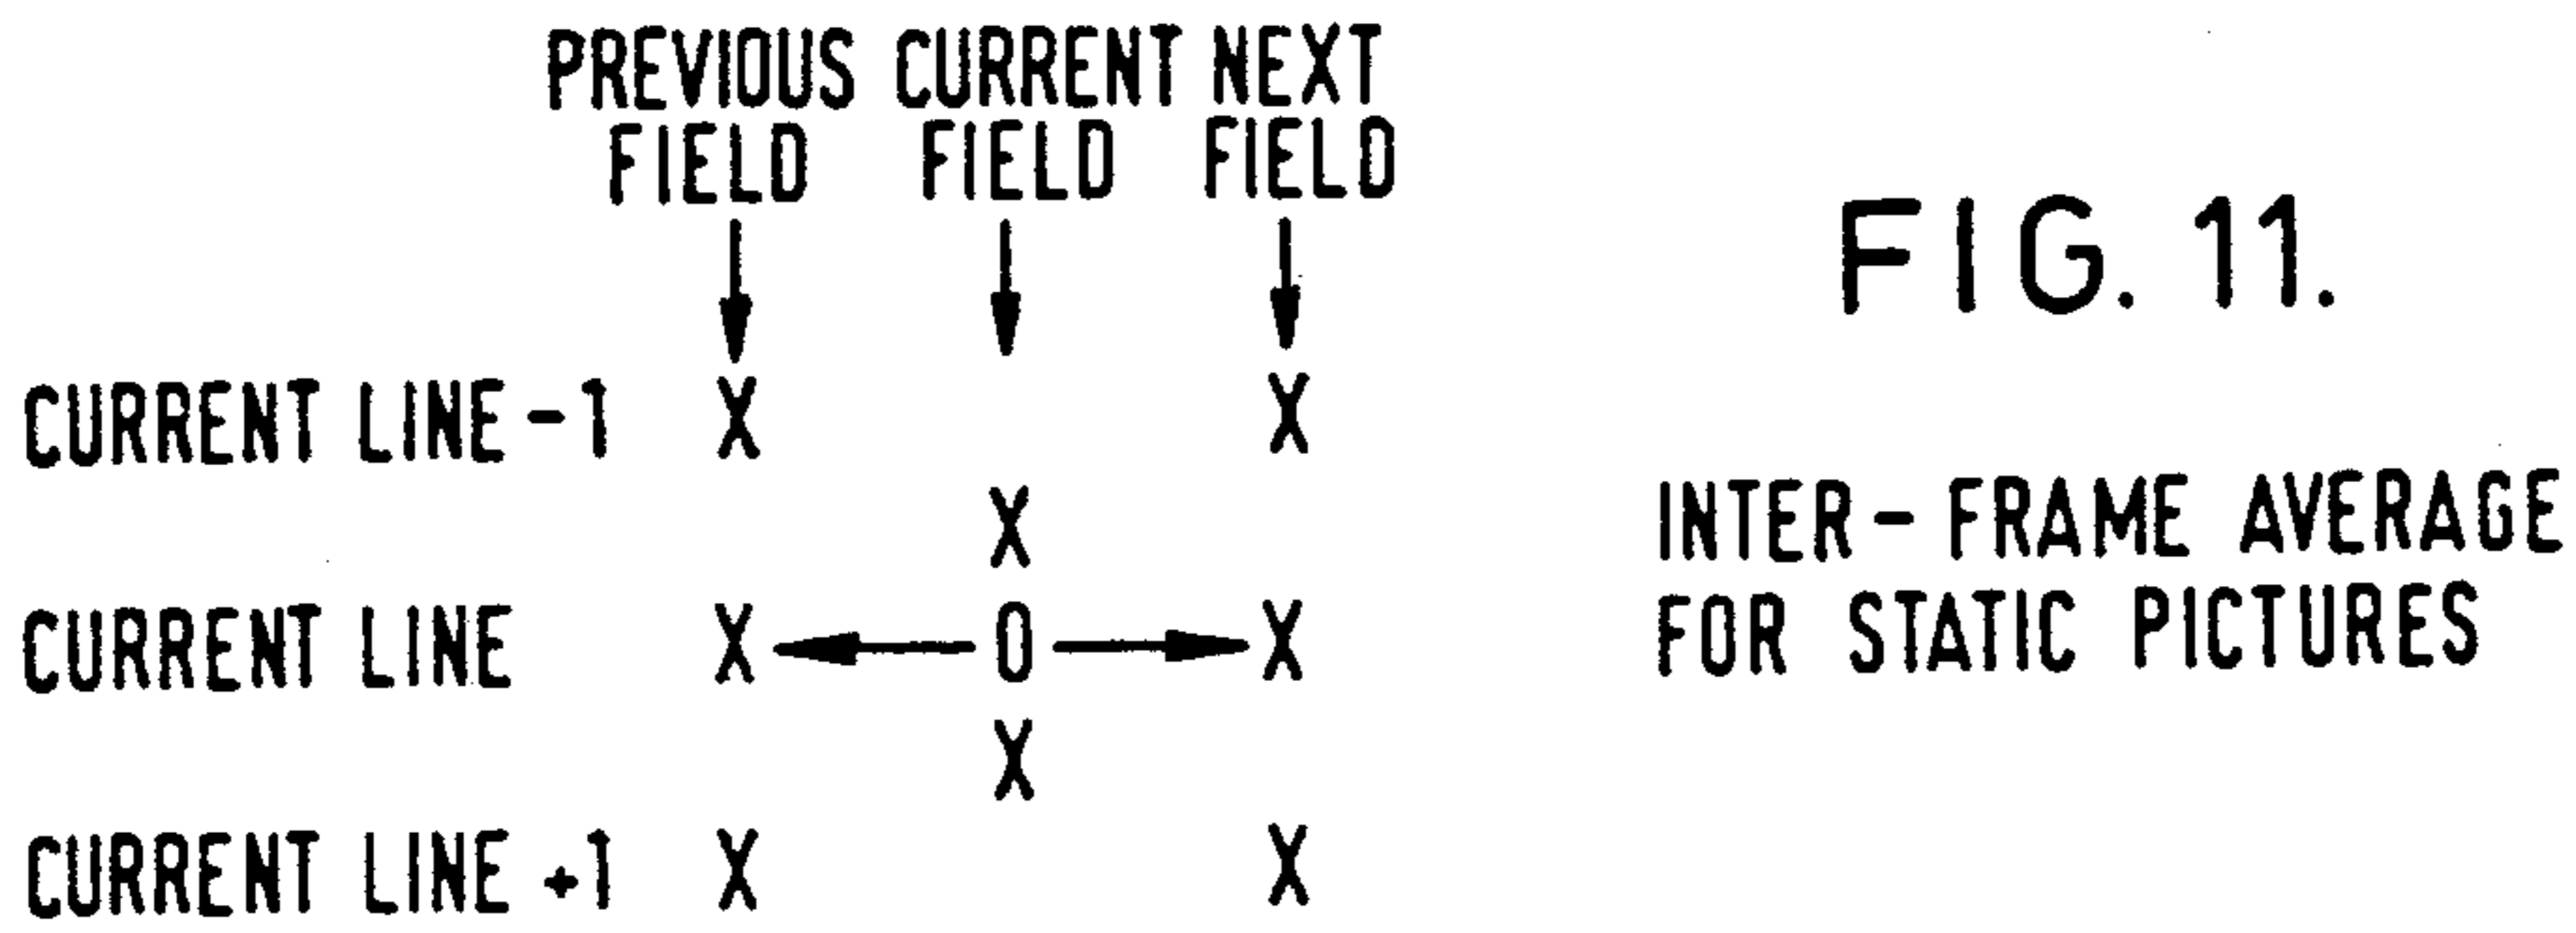 PREVIOUS CURRENT NEXT
FIELD FIELD FIELD
FIG. 11.
CURRENT LINE - 1 X X
X
INTER - FRAME AVERAGE
FOR STATIC PICTURES
CURRENT LINE X O X
X
CURRENT LINE +1 X X